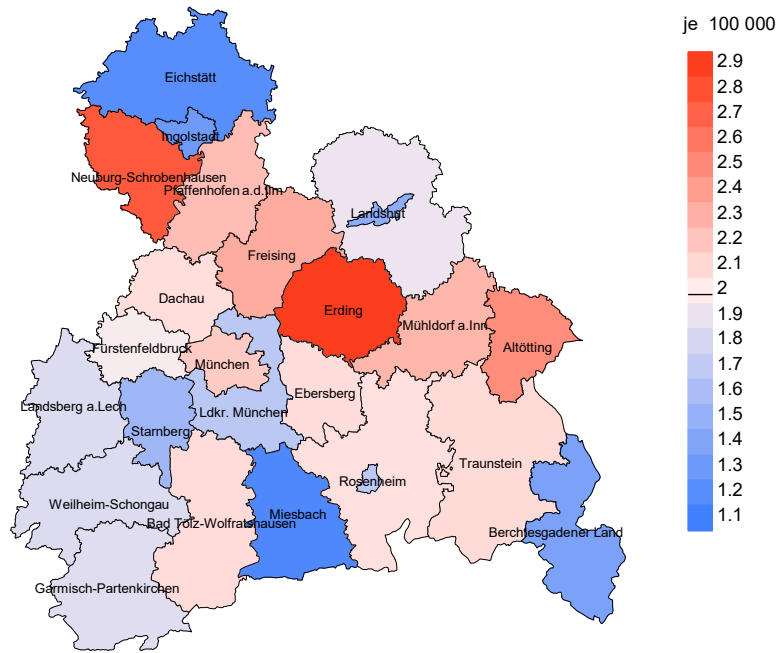 je 100 000
Eichstätt
Ingolstadt
Neuburg-Schrobenhausen
Pfaffenhofen a.d.Ilm
Landshut
Freising
Dachau
Erding
Mühldorf a.Inn
Altötting
Fürstenfeldbruck
München
Ebersberg
Landsberg a.Lech
Ldkr. München
Starnberg
Traunstein
Rosenheim
Weilheim-Schongau
Miesbach
Bad Tölz-Wolfratshausen
Berchtesgadener Land
Garmisch-Partenkirchen
2.9
2.8
2.7
2.6
2.5
2.4
2.3
2.2
2.1
2
1.9
1.8
1.7
1.6
1.5
1.4
1.3
1.2
1.1